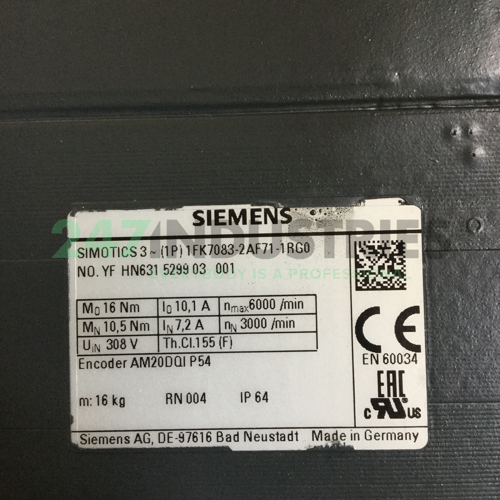 SIEMENS
247INDUSTRIES
SIMOTICS 3~ (1P) 1FK7083-2AF71-1RG0
NO. YF HN631 5299 03 001
M0 16 Nm I0 10,1 A nmax6000 /min
MN 10,5 Nm IN 7,2 A nN 3000 /min
UiN 308 V Th.Cl.155 (F)
CE
EN 60034
Encoder AM20DQI P54
EAC
m: 16 kg RN 004 IP 64
c RU US
Siemens AG, DE-97616 Bad Neustadt Made in Germany